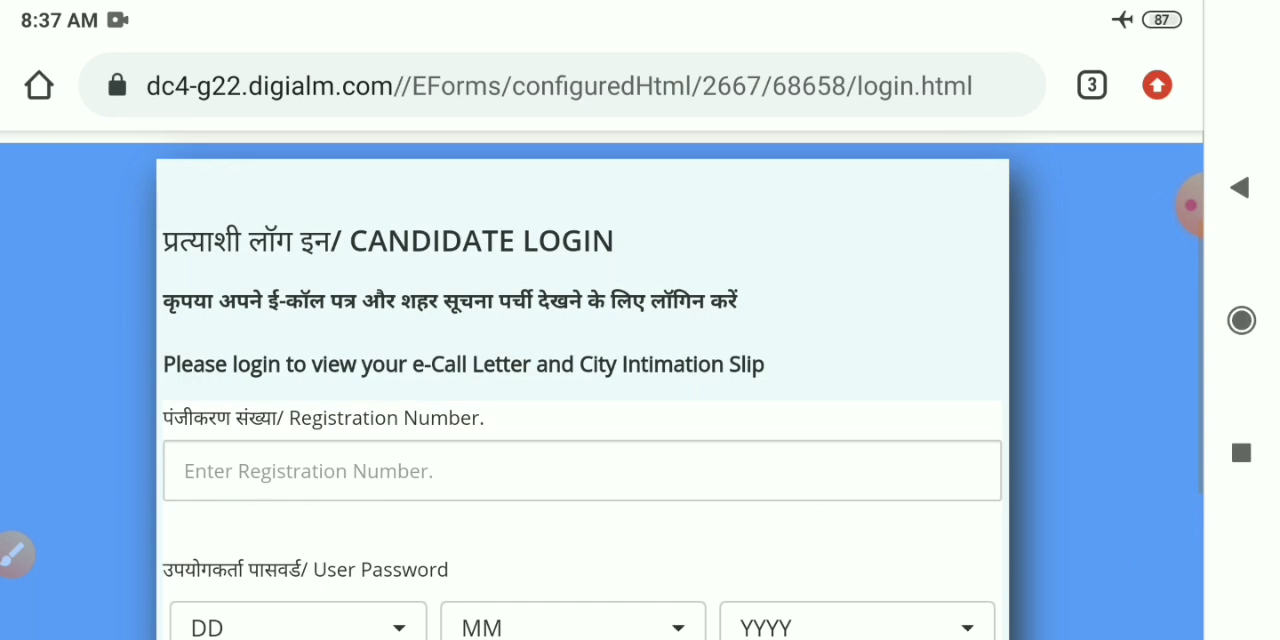 8:37 AM
87
dc4-g22.digialm.com//EForms/configuredHtml/2667/68658/login.html
3
प्रत्याशी लॉग इन/ CANDIDATE LOGIN
कृपया अपने ई-कॉल पत्र और शहर सूचना पर्ची देखने के लिए लॉगिन करें
Please login to view your e-Call Letter and City Intimation Slip
पंजीकरण संख्या/ Registration Number.
Enter Registration Number.
उपयोगकर्ता पासवर्ड/ User Password
DD MM YYYY